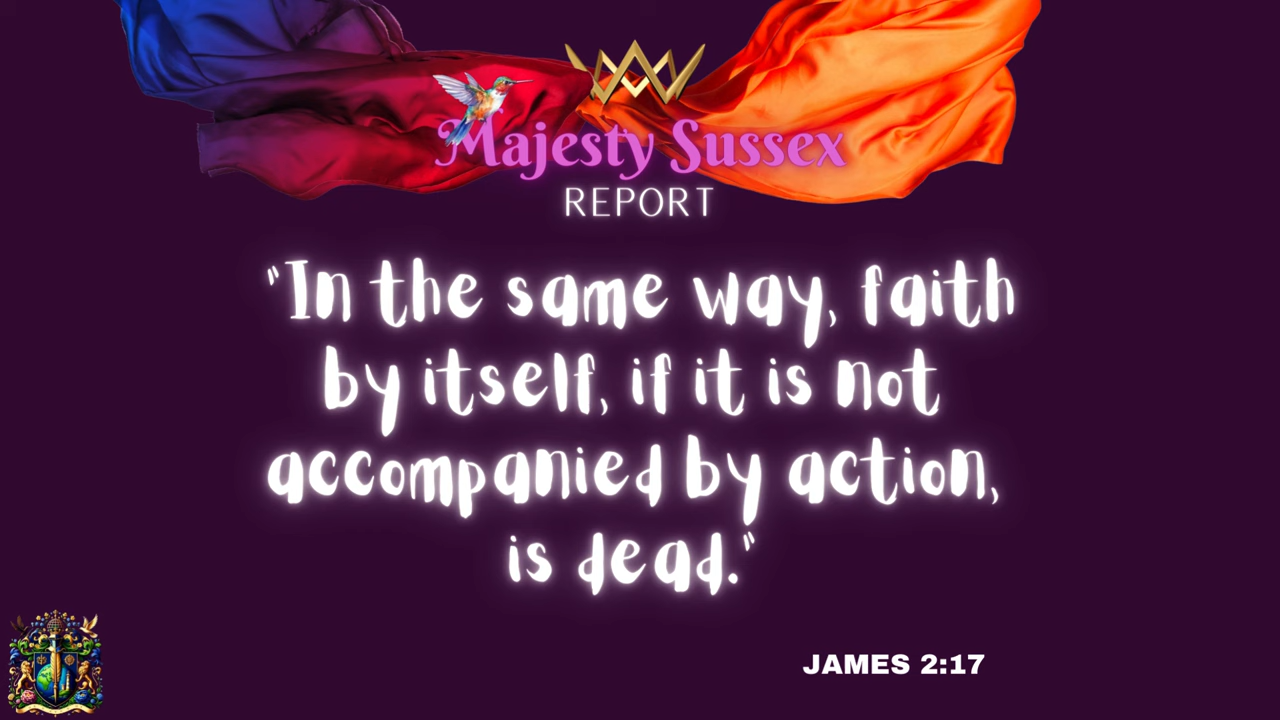 Majesty Sussex
REPORT
"In the same way, faith
by itself, if it is not
accompanied by action,
is dead."
JAMES 2:17